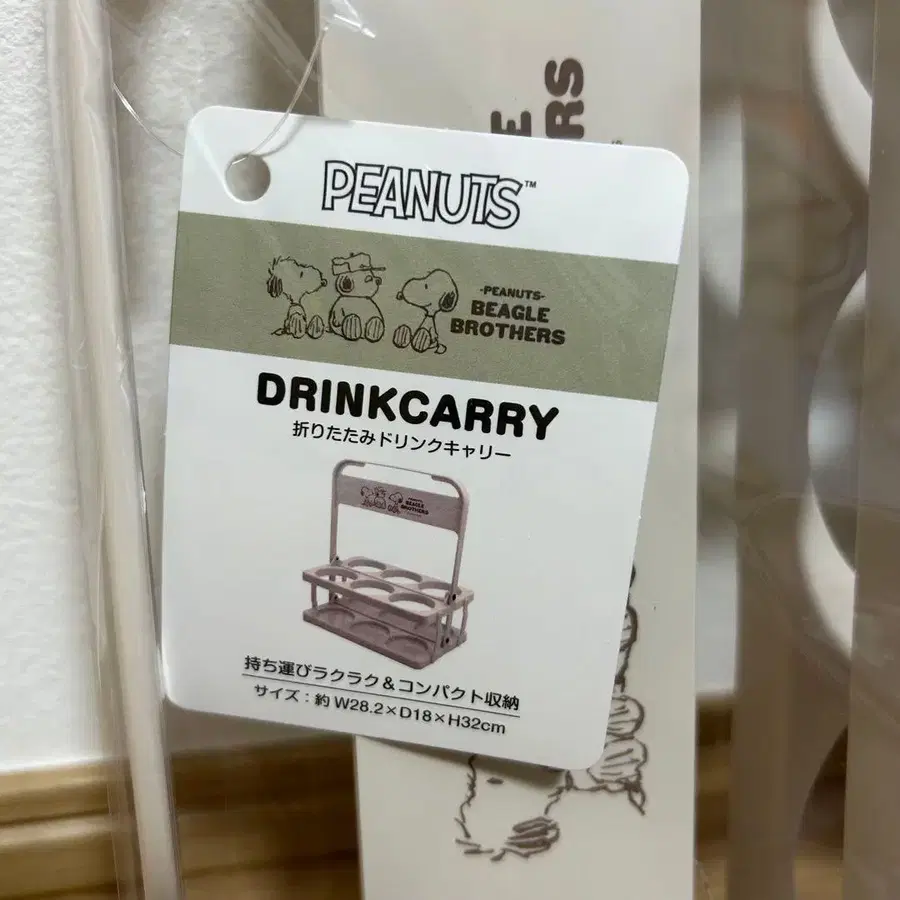 PEANUTS™
-PEANUTS-
BEAGLE
BROTHERS
DRINKCARRY
折りたたみドリンクキャリー
BEAGLE
BROTHERS
持ち運びラクラク＆コンパクト収納
サイズ：約 W28.2×D18×H32cm